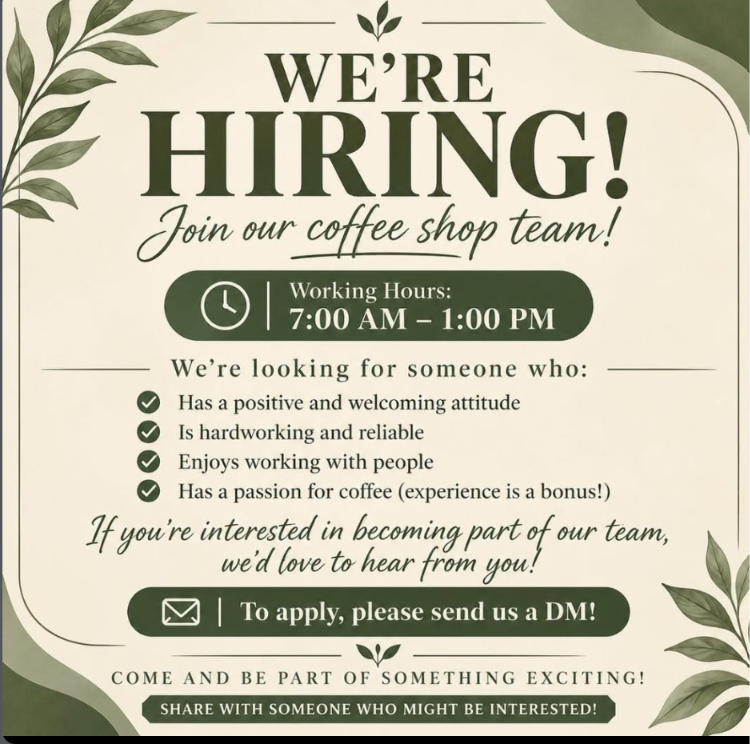 WE'RE
HIRING!
Join our coffee shop team!
Working Hours:
7:00 AM – 1:00 PM
We're looking for someone who:
Has a positive and welcoming attitude
Is hardworking and reliable
Enjoys working with people
Has a passion for coffee (experience is a bonus!)
If you're interested in becoming part of our team,
we'd love to hear from you!
To apply, please send us a DM!
COME AND BE PART OF SOMETHING EXCITING!
SHARE WITH SOMEONE WHO MIGHT BE INTERESTED!